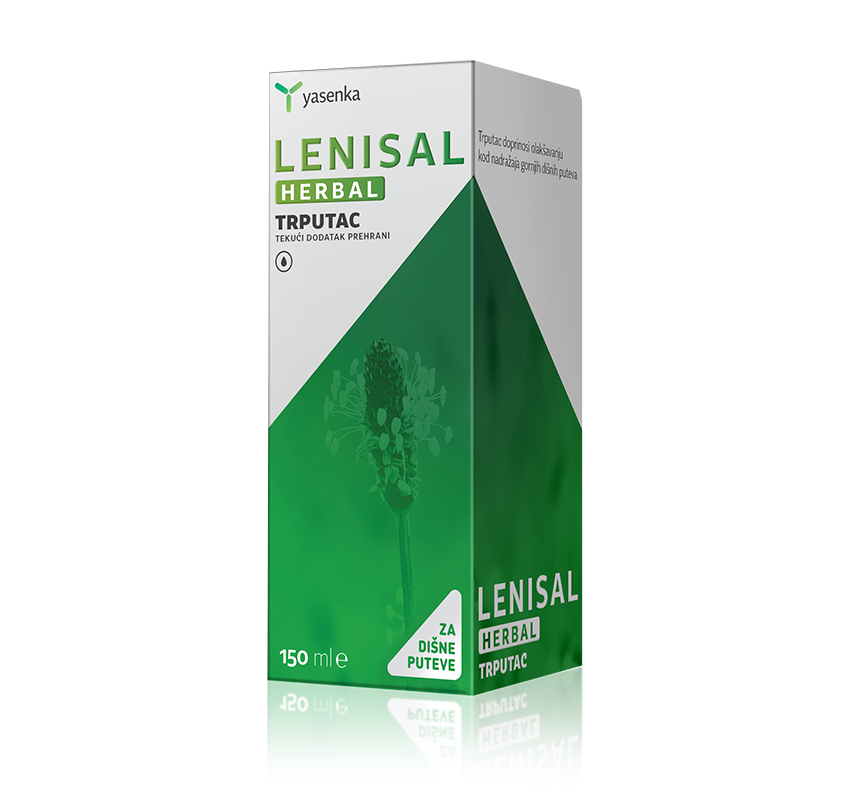 yasenka
LENISAL
HERBAL
TRPUTAC
TEKUĆI DODATAK PREHRANI
150 ml e
ZA
DIŠNE
PUTEVE
Trputac doprinosi olakšavanju
kod nadražaja gornjih dišnih puteva.
LENISAL
HERBAL
TRPUTAC